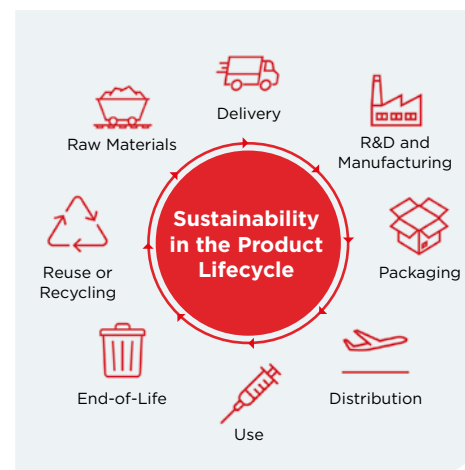 Delivery
Raw Materials
R&D and
Manufacturing
Sustainability
in the Product
Lifecycle
Reuse or
Recycling
Packaging
End-of-Life
Distribution
Use